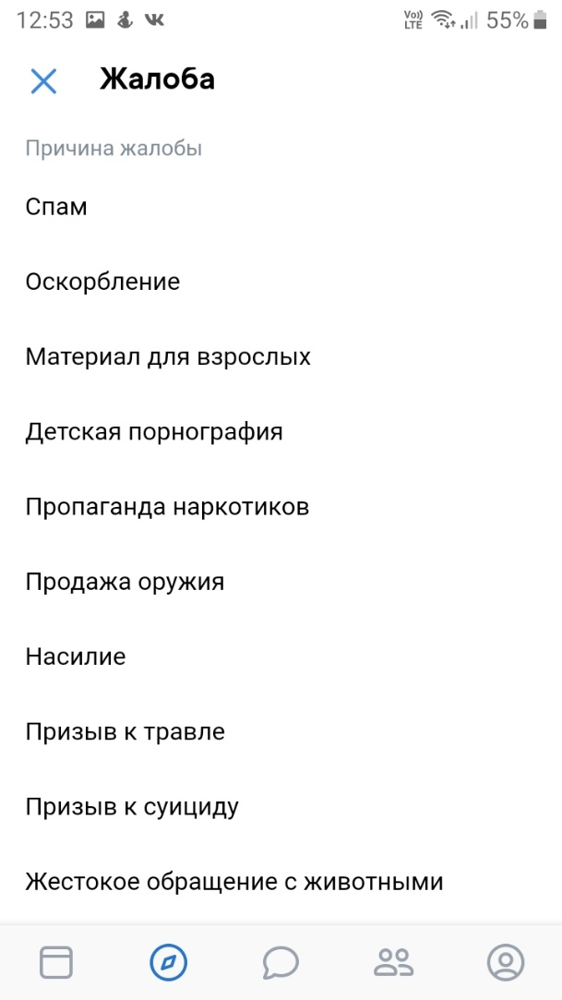 12:53
Vo)) LTE 55%
Жалоба
Причина жалобы
Спам
Оскорбление
Материал для взрослых
Детская порнография
Пропаганда наркотиков
Продажа оружия
Насилие
Призыв к травле
Призыв к суициду
Жестокое обращение с животными